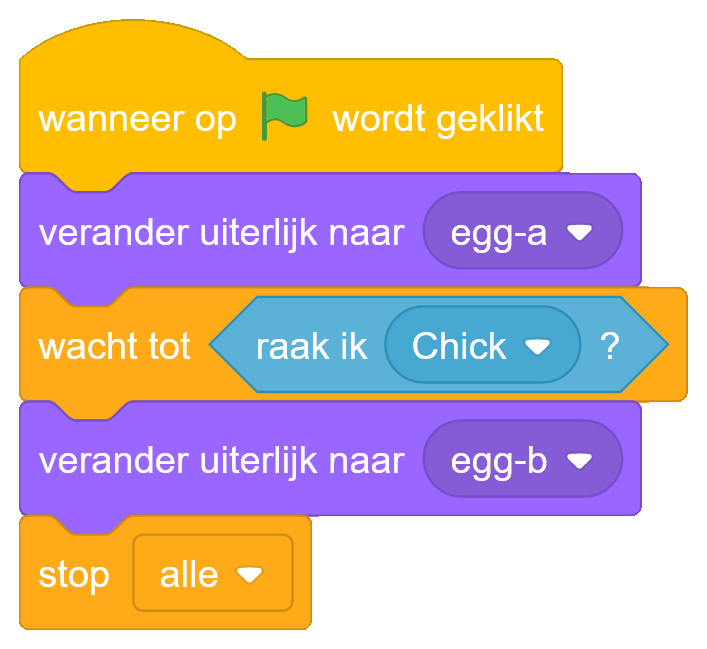 wanneer op wordt geklikt
verander uiterlijk naar egg-a
wacht tot raak ik Chick ?
verander uiterlijk naar egg-b
stop alle